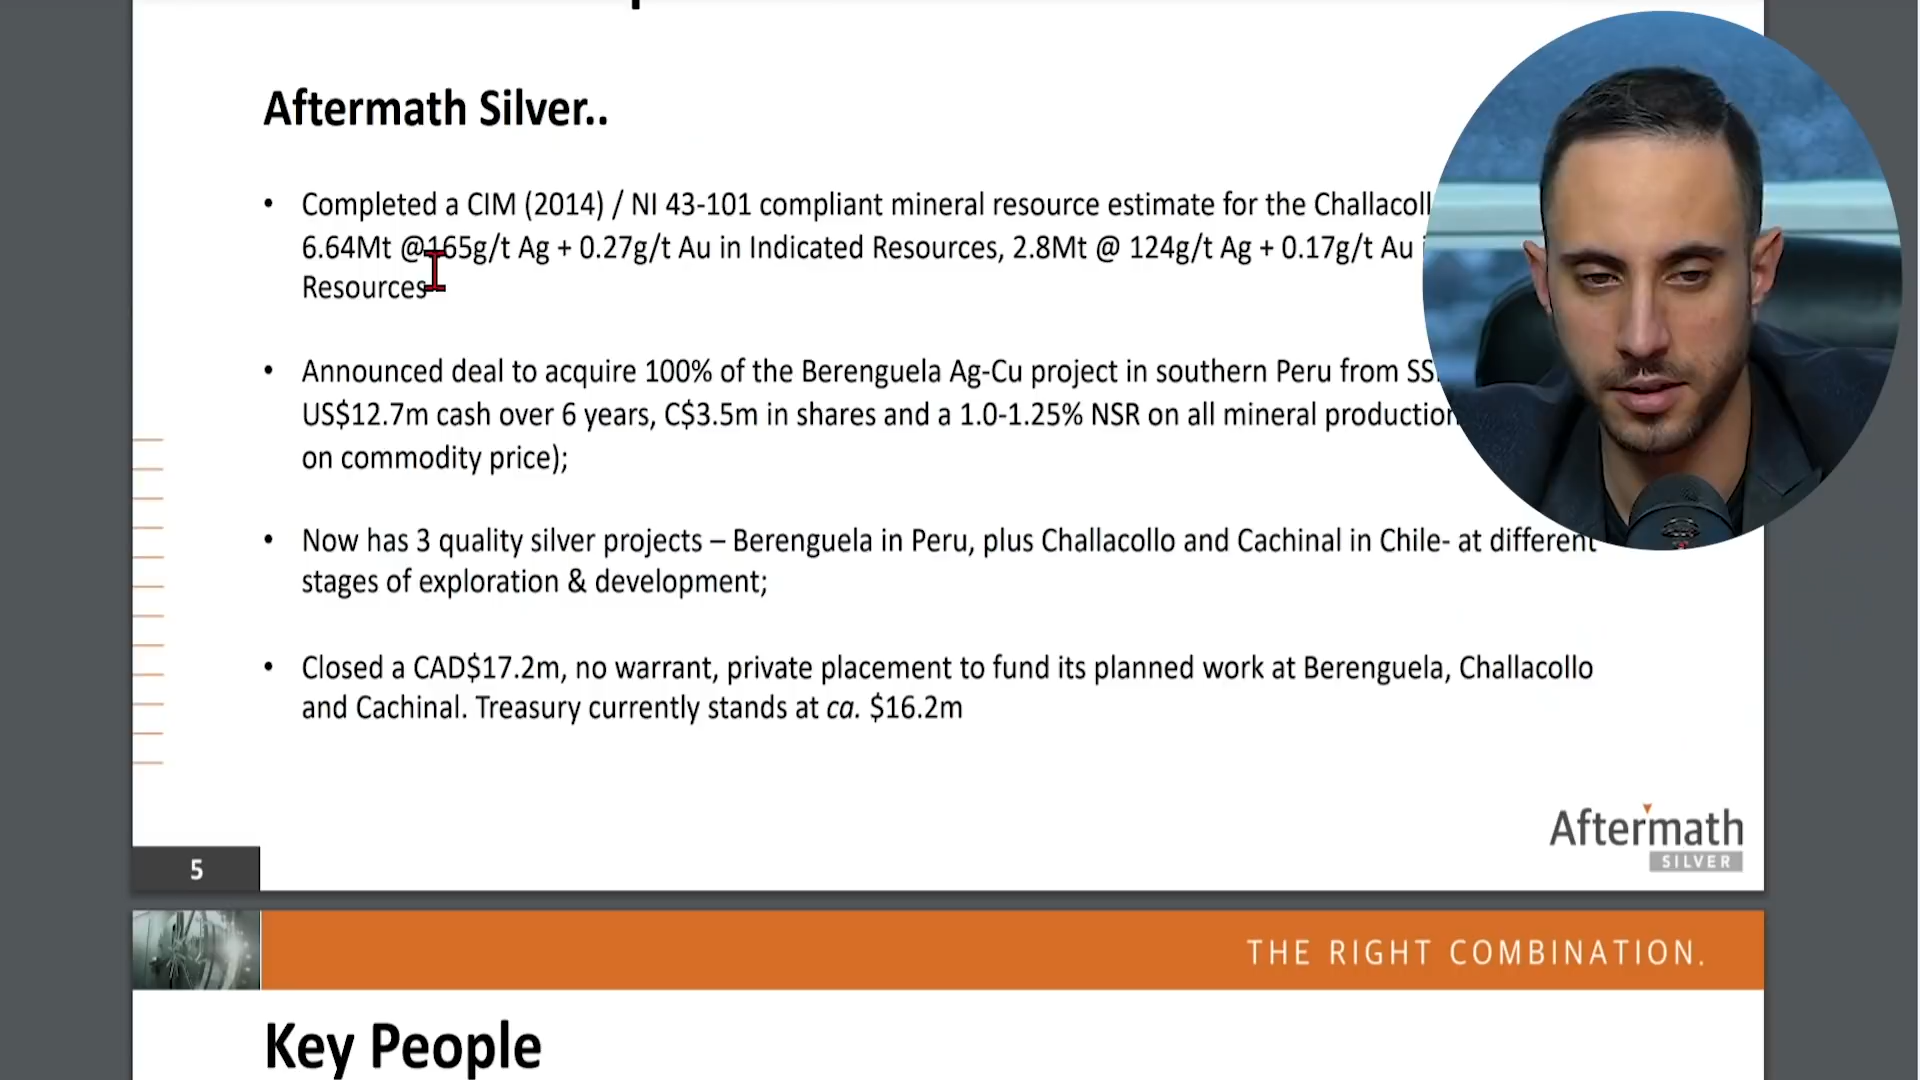 Aftermath Silver..
• Completed a CIM (2014) / NI 43-101 compliant mineral resource estimate for the
6.64Mt @165g/t Ag + 0.27g/t Au in Indicated Resources, 2.8Mt @ 124g/t Ag + 0.17g/t Au
Resources
• Announced deal to acquire 100% of the Berenguela Ag-Cu project in southern Peru from
US$12.7m cash over 6 years, C$3.5m in shares and a 1.0-1.25% NSR on all mineral production
on commodity price);
• Now has 3 quality silver projects – Berenguela in Peru, plus Challacollo and Cachinal in Chile- at different
stages of exploration & development;
• Closed a CAD$17.2m, no warrant, private placement to fund its planned work at Berenguela, Challacollo
and Cachinal. Treasury currently stands at ca. $16.2m
Aftermath
SILVER
5
THE RIGHT COMBINATION.
Key People